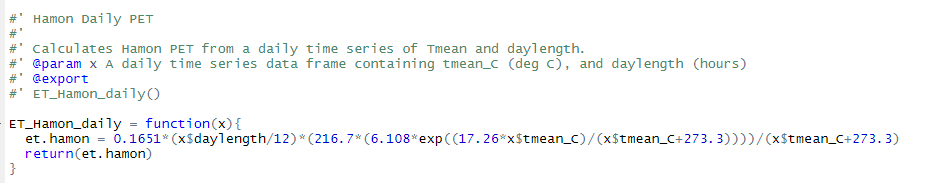 #' Hamon Daily PET
#'
#' Calculates Hamon PET from a daily time series of Tmean and daylength.
#' @param x A daily time series data frame containing tmean_C (deg C), and daylength (hours)
#' @export
#' ET_Hamon_daily()
ET_Hamon_daily = function(x){
et.hamon = 0.1651*(x$daylength/12)*(216.7*(6.108*exp((17.26*x$tmean_C)/(x$tmean_C+273.3))))/(x$tmean_C+273.3)
return(et.hamon)
}